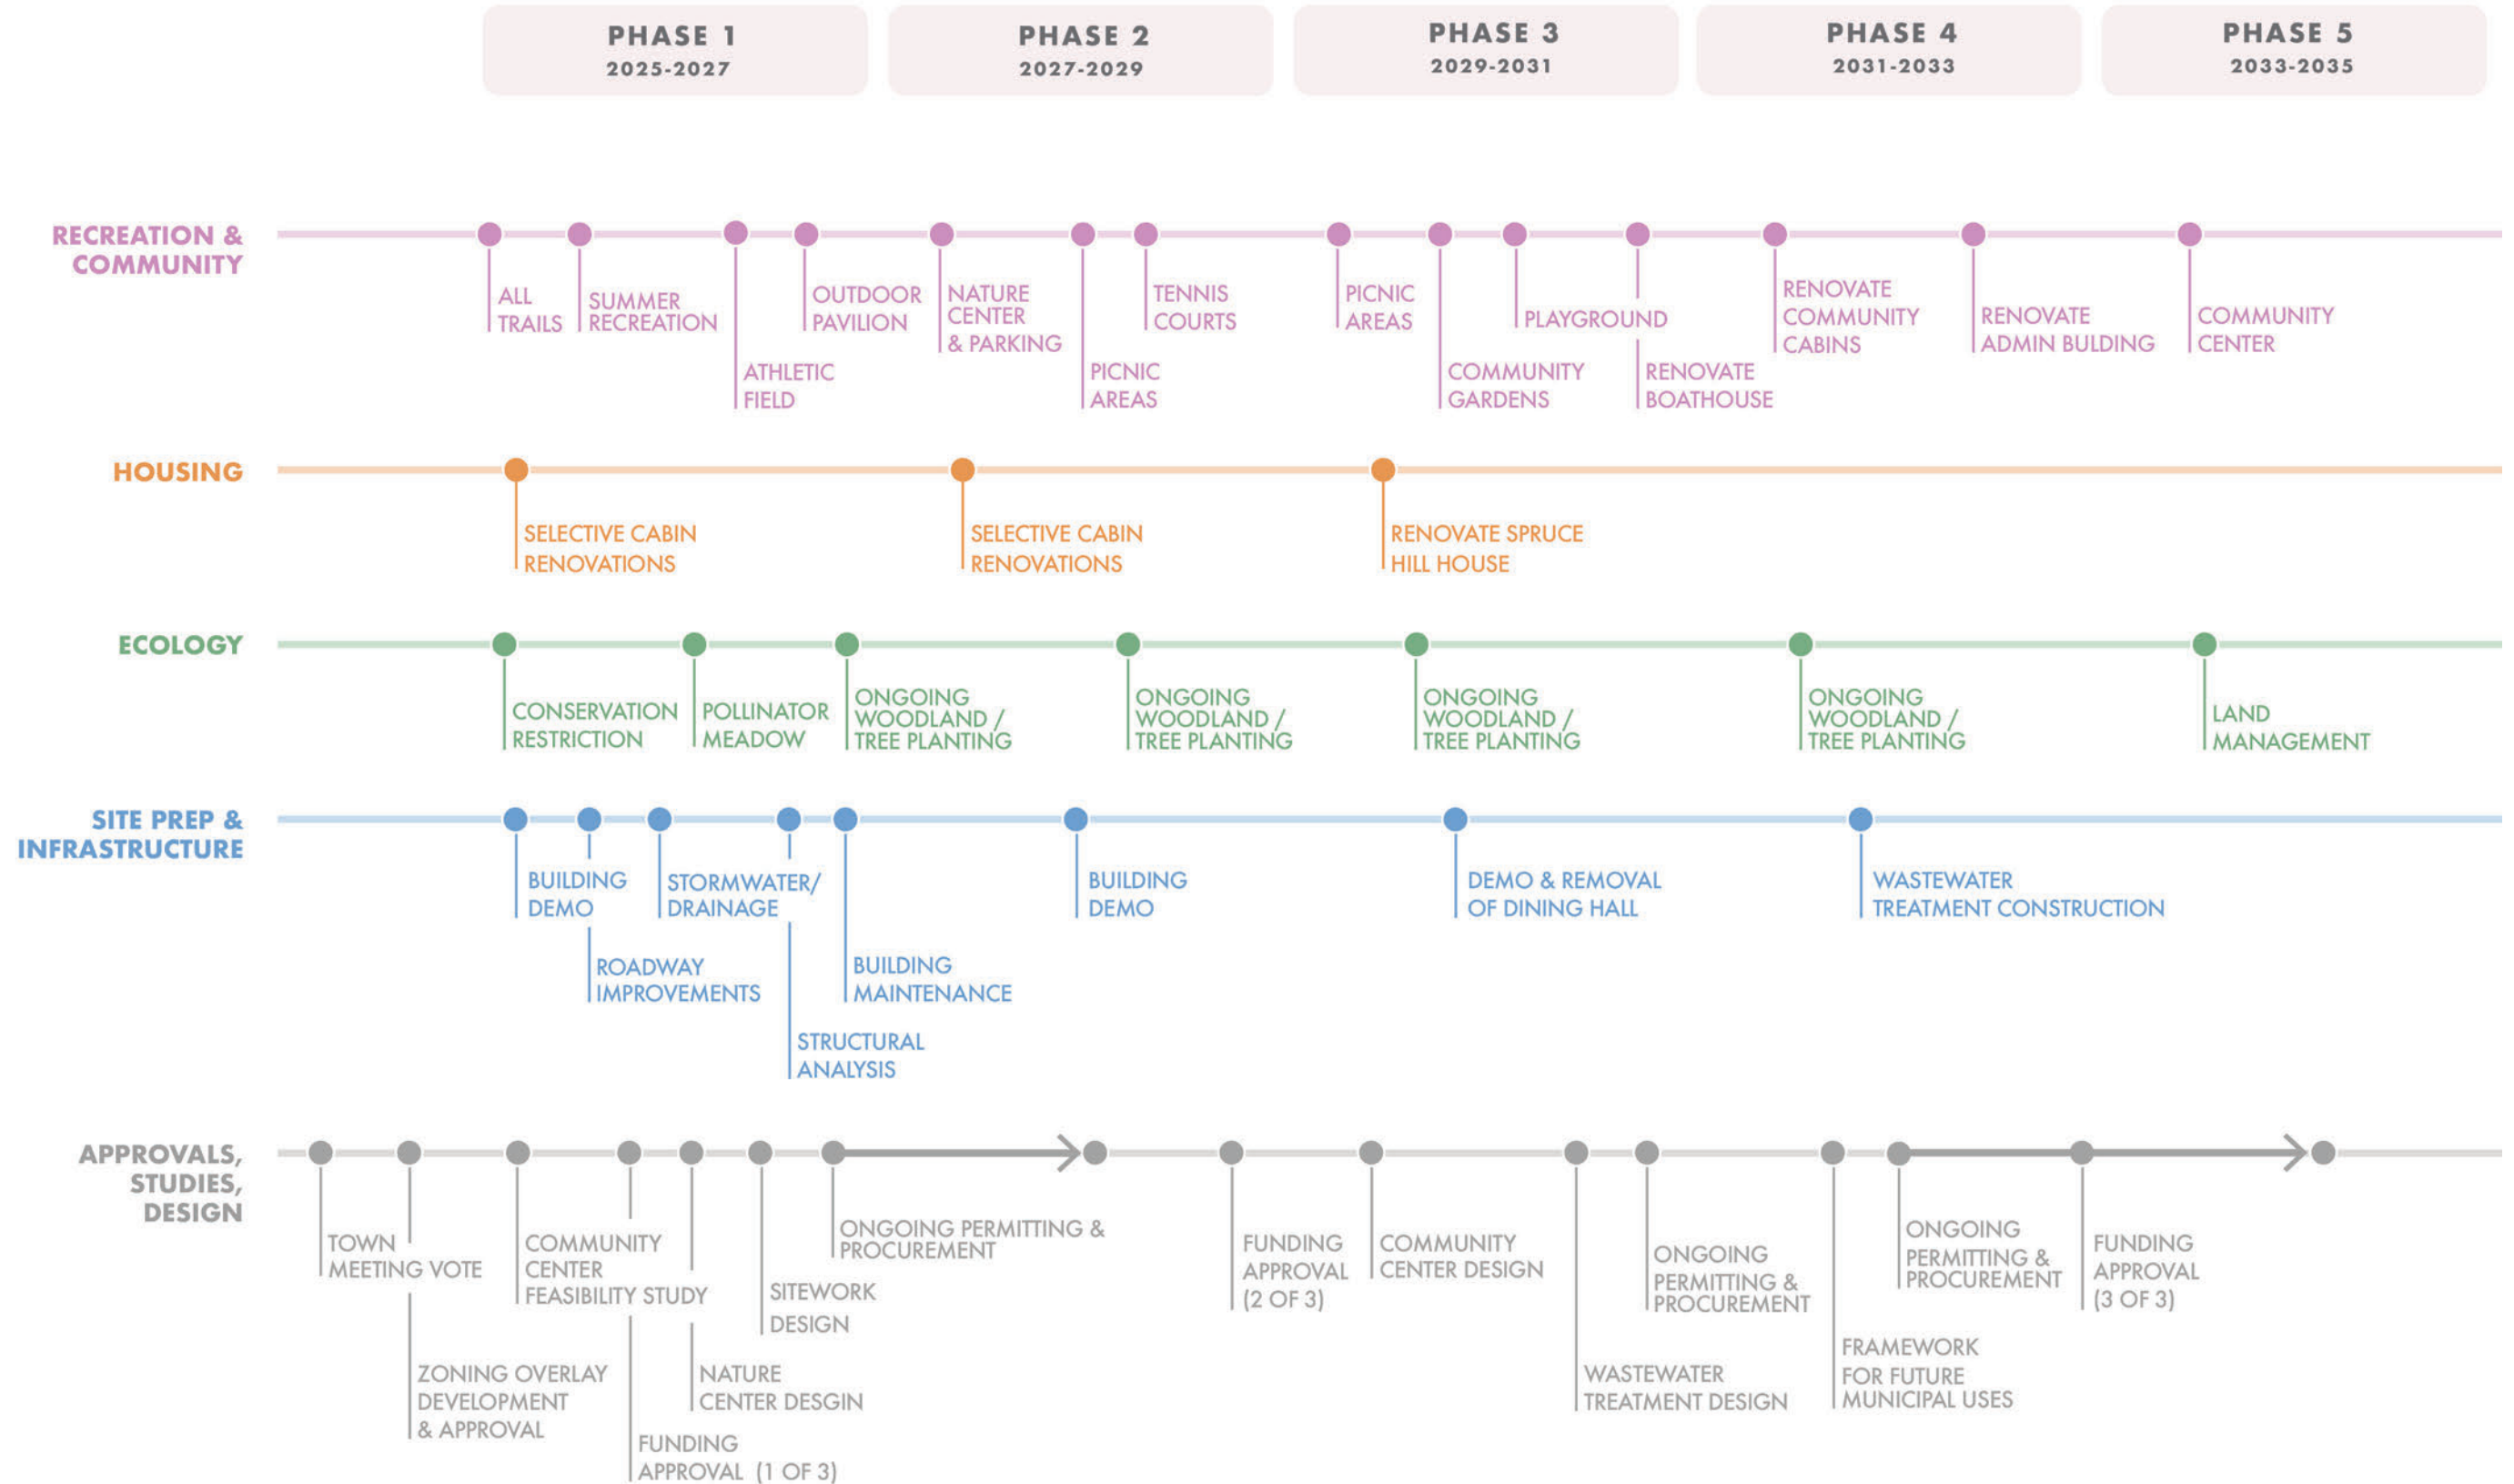 PHASE 1
2025-2027
PHASE 2
2027-2029
PHASE 3
2029-2031
PHASE 4
2031-2033
PHASE 5
2033-2035
RECREATION &
COMMUNITY
ALL
TRAILS
SUMMER
RECREATION
ATHLETIC
FIELD
OUTDOOR
PAVILION
NATURE
CENTER
& PARKING
PICNIC
AREAS
TENNIS
COURTS
PICNIC
AREAS
COMMUNITY
GARDENS
PLAYGROUND
RENOVATE
BOATHOUSE
RENOVATE
COMMUNITY
CABINS
RENOVATE
ADMIN BULDING
COMMUNITY
CENTER
HOUSING
SELECTIVE CABIN
RENOVATIONS
SELECTIVE CABIN
RENOVATIONS
RENOVATE SPRUCE
HILL HOUSE
ECOLOGY
CONSERVATION
RESTRICTION
POLLINATOR
MEADOW
ONGOING
WOODLAND /
TREE PLANTING
ONGOING
WOODLAND /
TREE PLANTING
ONGOING
WOODLAND /
TREE PLANTING
ONGOING
WOODLAND /
TREE PLANTING
LAND
MANAGEMENT
SITE PREP &
INFRASTRUCTURE
BUILDING
DEMO
ROADWAY
IMPROVEMENTS
STORMWATER/
DRAINAGE
STRUCTURAL
ANALYSIS
BUILDING
MAINTENANCE
BUILDING
DEMO
DEMO & REMOVAL
OF DINING HALL
WASTEWATER
TREATMENT CONSTRUCTION
APPROVALS,
STUDIES,
DESIGN
TOWN
MEETING VOTE
ZONING OVERLAY
DEVELOPMENT
& APPROVAL
COMMUNITY
CENTER
FEASIBILITY STUDY
FUNDING
APPROVAL (1 OF 3)
NATURE
CENTER DESGIN
SITEWORK
DESIGN
ONGOING PERMITTING &
PROCUREMENT
FUNDING
APPROVAL
(2 OF 3)
COMMUNITY
CENTER DESIGN
WASTEWATER
TREATMENT DESIGN
ONGOING
PERMITTING &
PROCUREMENT
FRAMEWORK
FOR FUTURE
MUNICIPAL USES
ONGOING
PERMITTING &
PROCUREMENT
FUNDING
APPROVAL
(3 OF 3)